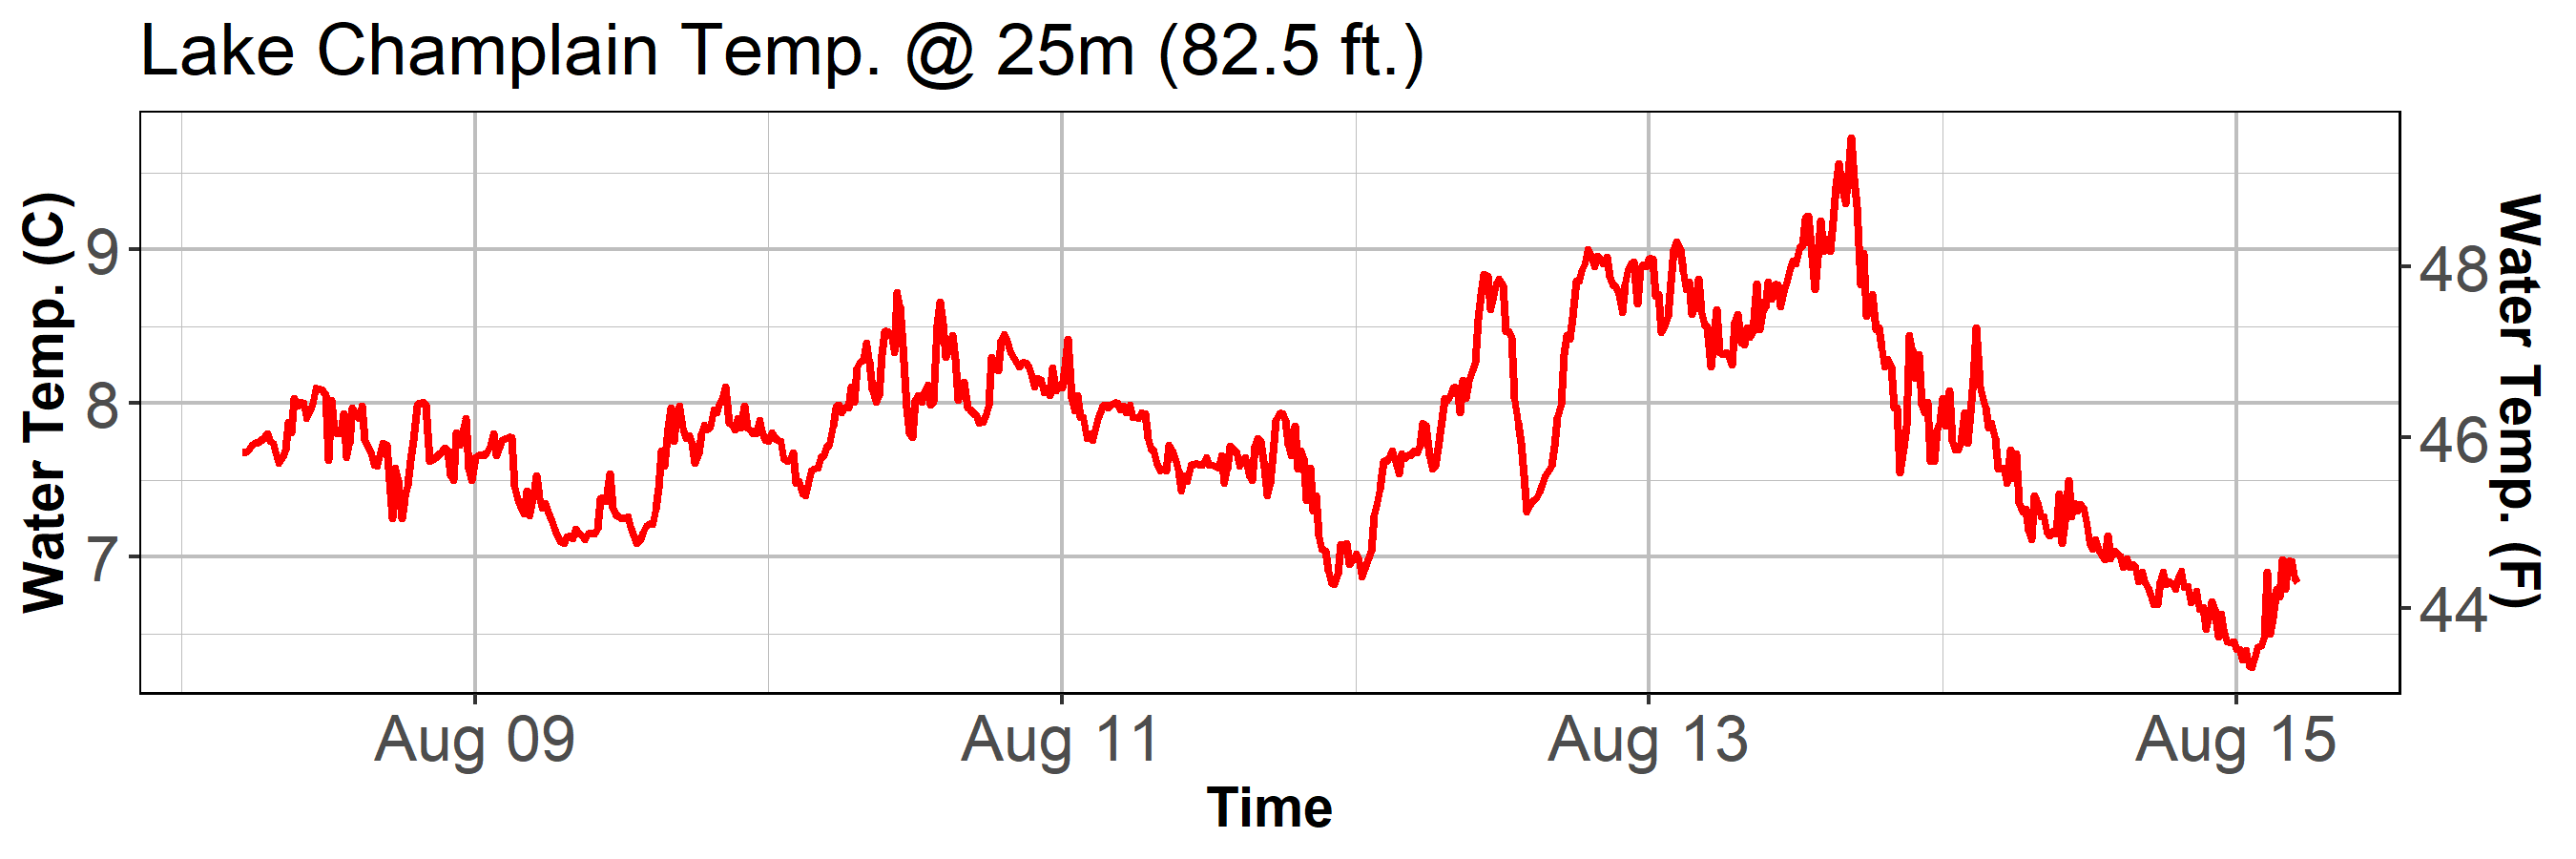 Lake Champlain Temp. @ 25m (82.5 ft.)
Water Temp. (C)
9
8
7
48
46
44
Water Temp. (F)
Aug 09
Aug 11
Aug 13
Aug 15
Time